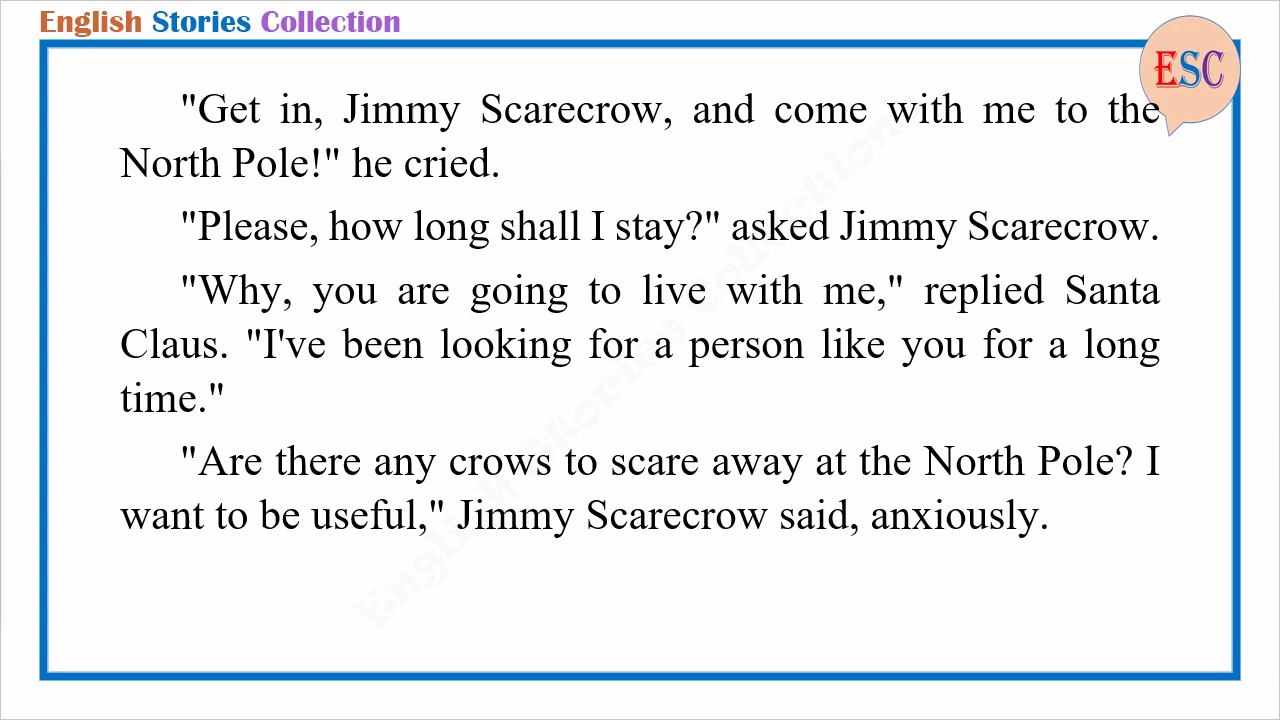 English Stories Collection
ESC
"Get in, Jimmy Scarecrow, and come with me to the
North Pole!" he cried.
"Please, how long shall I stay?" asked Jimmy Scarecrow.
"Why, you are going to live with me," replied Santa
Claus. "I've been looking for a person like you for a long
time."
"Are there any crows to scare away at the North Pole? I
want to be useful," Jimmy Scarecrow said, anxiously.
English Stories Collections